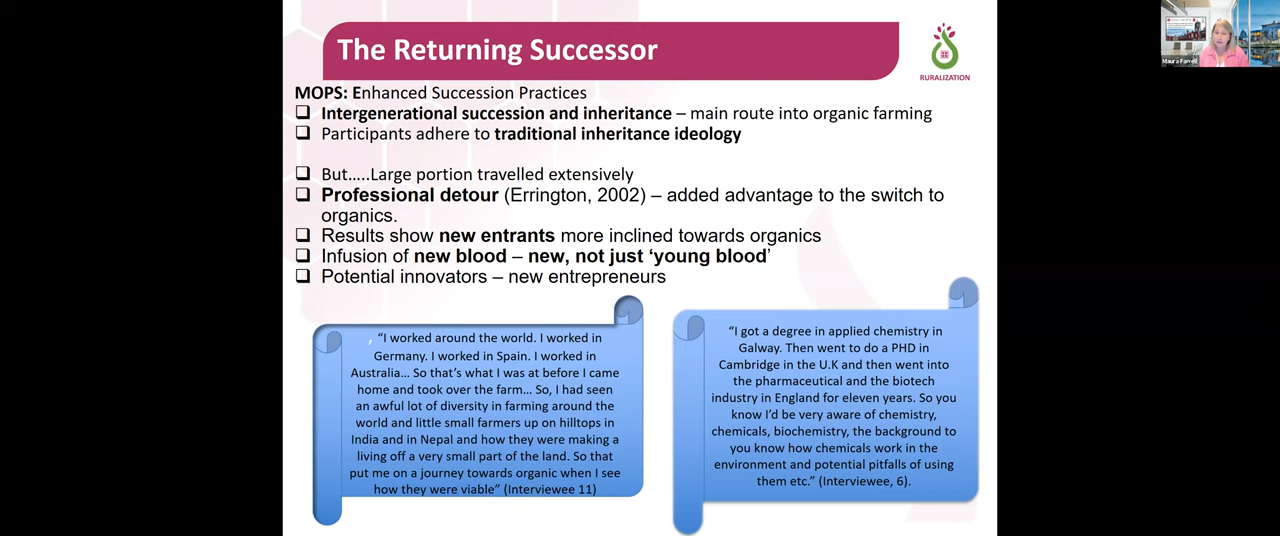 The Returning Successor
RURALIZATION
Maura Farrell
MOPS: Enhanced Succession Practices
Intergenerational succession and inheritance – main route into organic farming
Participants adhere to traditional inheritance ideology
But…..Large portion travelled extensively
Professional detour (Errington, 2002) – added advantage to the switch to
organics.
Results show new entrants more inclined towards organics
Infusion of new blood – new, not just ‘young blood’
Potential innovators – new entrepreneurs
, “I worked around the world. I worked in
Germany. I worked in Spain. I worked in
Australia… So that’s what I was at before I came
home and took over the farm… So, I had seen
an awful lot of diversity in farming around the
world and little small farmers up on hilltops in
India and in Nepal and how they were making a
living off a very small part of the land. So that
put me on a journey towards organic when I see
how they were viable” (Interviewee 11)
“I got a degree in applied chemistry in
Galway. Then went to do a PHD in
Cambridge in the U.K and then went into
the pharmaceutical and the biotech
industry in England for eleven years. So you
know I’d be very aware of chemistry,
chemicals, biochemistry, the background to
you know how chemicals work in the
environment and potential pitfalls of using
them etc.” (Interviewee, 6).